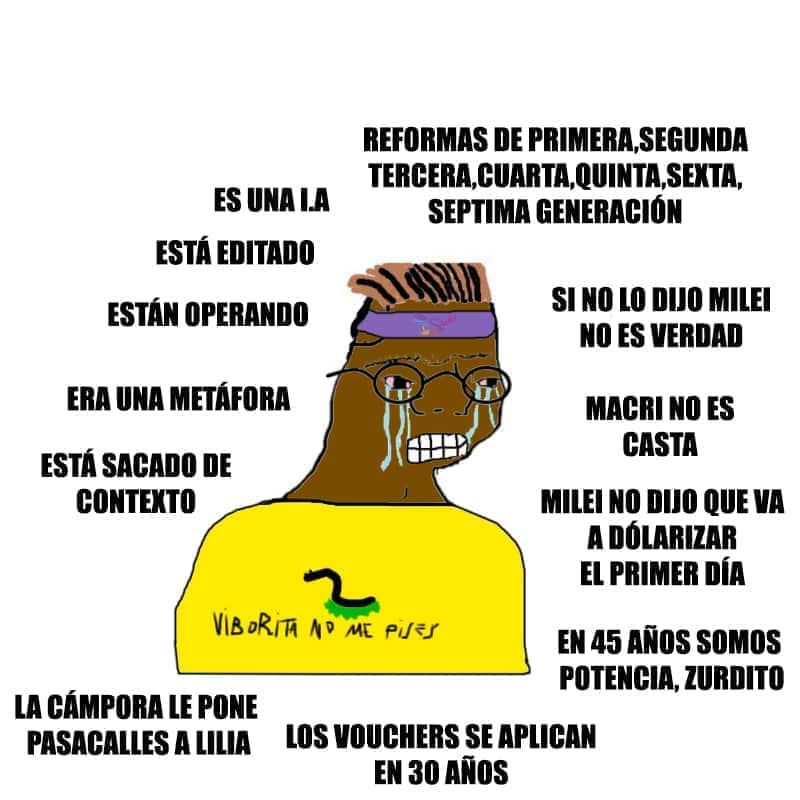 REFORMAS DE PRIMERA,SEGUNDA
TERCERA,CUARTA,QUINTA,SEXTA,
SEPTIMA GENERACIÓN
ES UNA I.A
ESTÁ EDITADO
ESTÁN OPERANDO
ERA UNA METÁFORA
ESTÁ SACADO DE
CONTEXTO
SI NO LO DIJO MILEI
NO ES VERDAD
MACRI NO ES
CASTA
MILEI NO DIJO QUE VA
A DÓLARIZAR
EL PRIMER DÍA
EN 45 AÑOS SOMOS
POTENCIA, ZURDITO
VIBORITA NO ME PISES
LA CÁMPORA LE PONE
PASACALLES A LILIA
LOS VOUCHERS SE APLICAN
EN 30 AÑOS